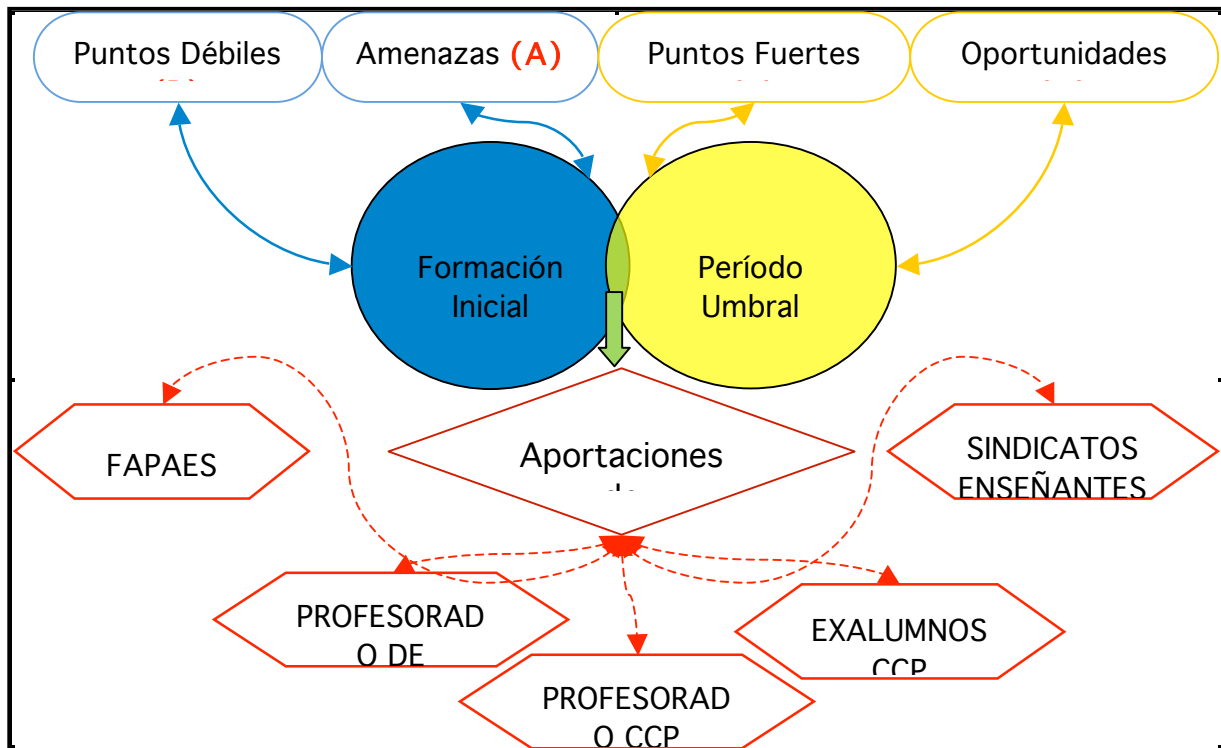 Puntos Débiles
Amenazas (A)
Puntos Fuertes
Oportunidades
Formación
Inicial
Período
Umbral
FAPAES
Aportaciones
SINDICATOS
ENSEÑANTES
PROFESORAD
O DE
EXALUMNOS
CCP
PROFESORAD
O CCP